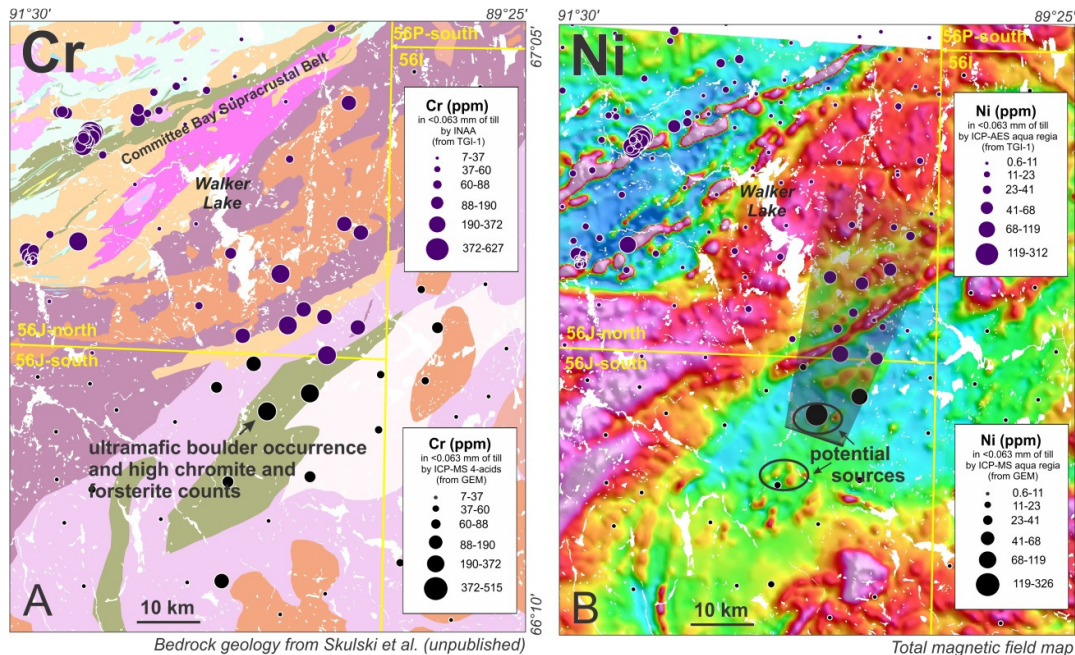 91°30'
89°25'
Cr
56P-south
56I
67°05'
Committed Bay Supracrustal Belt
Cr (ppm)
in <0.063 mm of till
by INAA
(from TGI-1)
7-37
37-60
60-88
88-190
190-372
372-627
Walker
Lake
56J-north
56J-south
ultramafic boulder occurrence
and high chromite and
forsterite counts
Cr (ppm)
in <0.063 mm of till
by ICP-MS 4-acids
(from GEM)
7-37
37-60
60-88
88-190
190-372
372-515
A
10 km
66°10'
Bedrock geology from Skulski et al. (unpublished)
91°30'
89°25'
Ni
56P-south
56I
Ni (ppm)
in <0.063 mm of till
by ICP-AES aqua regia
(from TGI-1)
0.6-11
11-23
23-41
41-68
68-119
119-312
Walker
Lake
56J-north
56J-south
potential
sources
Ni (ppm)
in <0.063 mm of till
by ICP-MS aqua regia
(from GEM)
0.6-11
11-23
23-41
41-68
68-119
119-326
B
10 km
Total magnetic field map